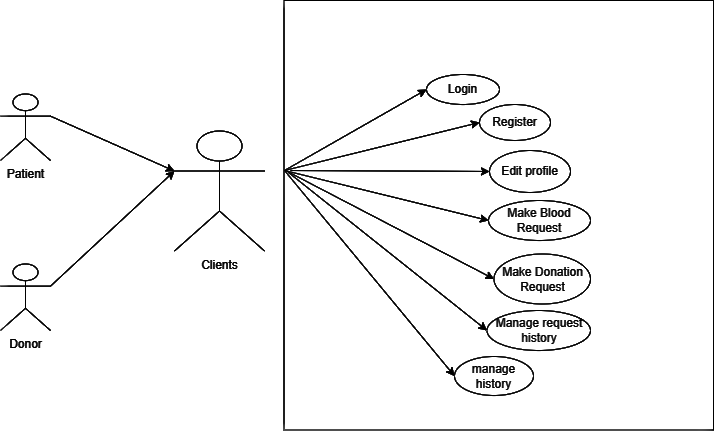 Login
Register
Patient
Edit profile
Make Blood
Request
Clients
Make Donation
Request
Donor
Manage request
history
manage
history